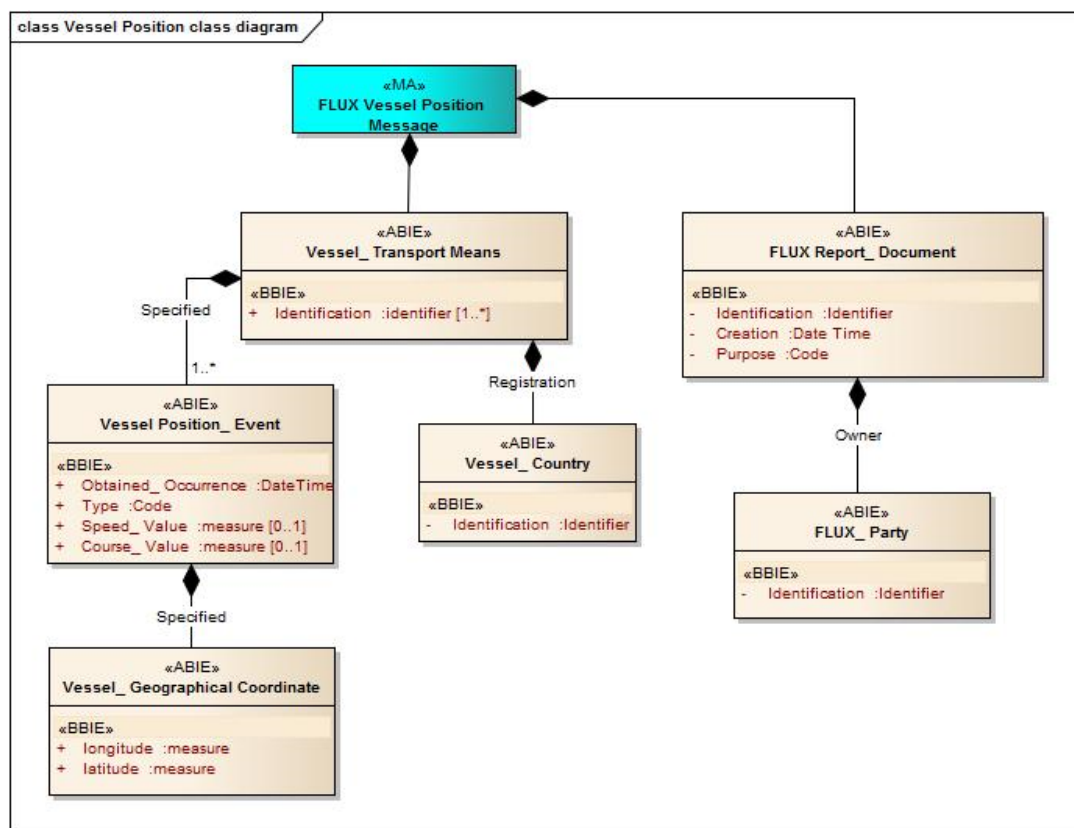 class Vessel Position class diagram
«MA»
FLUX Vessel Position
Message
«ABIE»
Vessel_ Transport Means
«BBIE»
+ Identification :identifier [1..*]
«ABIE»
FLUX Report_ Document
«BBIE»
- Identification :Identifier
- Creation :Date Time
- Purpose :Code
Specified
1..*
Registration
Owner
«ABIE»
Vessel Position_ Event
«BBIE»
+ Obtained_ Occurrence :DateTime
+ Type :Code
+ Speed_ Value :measure [0..1]
+ Course_ Value :measure [0..1]
«ABIE»
Vessel_ Country
«BBIE»
- Identification :Identifier
«ABIE»
FLUX_ Party
«BBIE»
- Identification :Identifier
Specified
«ABIE»
Vessel_ Geographical Coordinate
«BBIE»
+ longitude :measure
+ latitude :measure